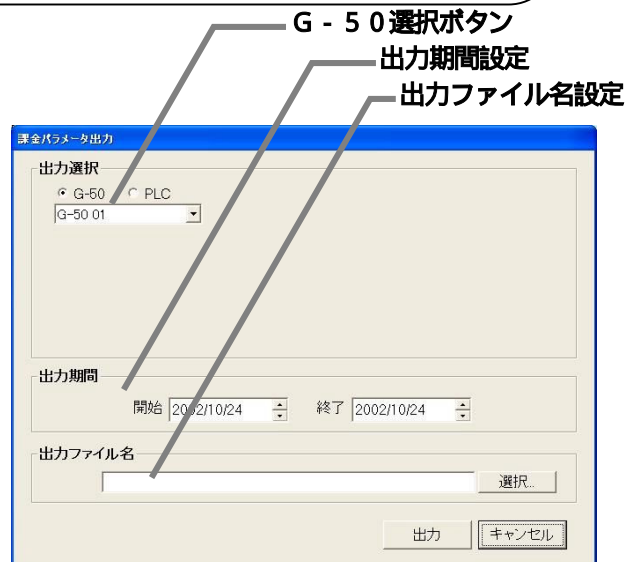 G - 5 0 選択ボタン
出力期間設定
出力ファイル名設定
課金パラメータ出力
出力選択
G-50 PLC
G-50 01
出力期間
開始 2002/10/24 終了 2002/10/24
出力ファイル名
選択...
出力 キャンセル